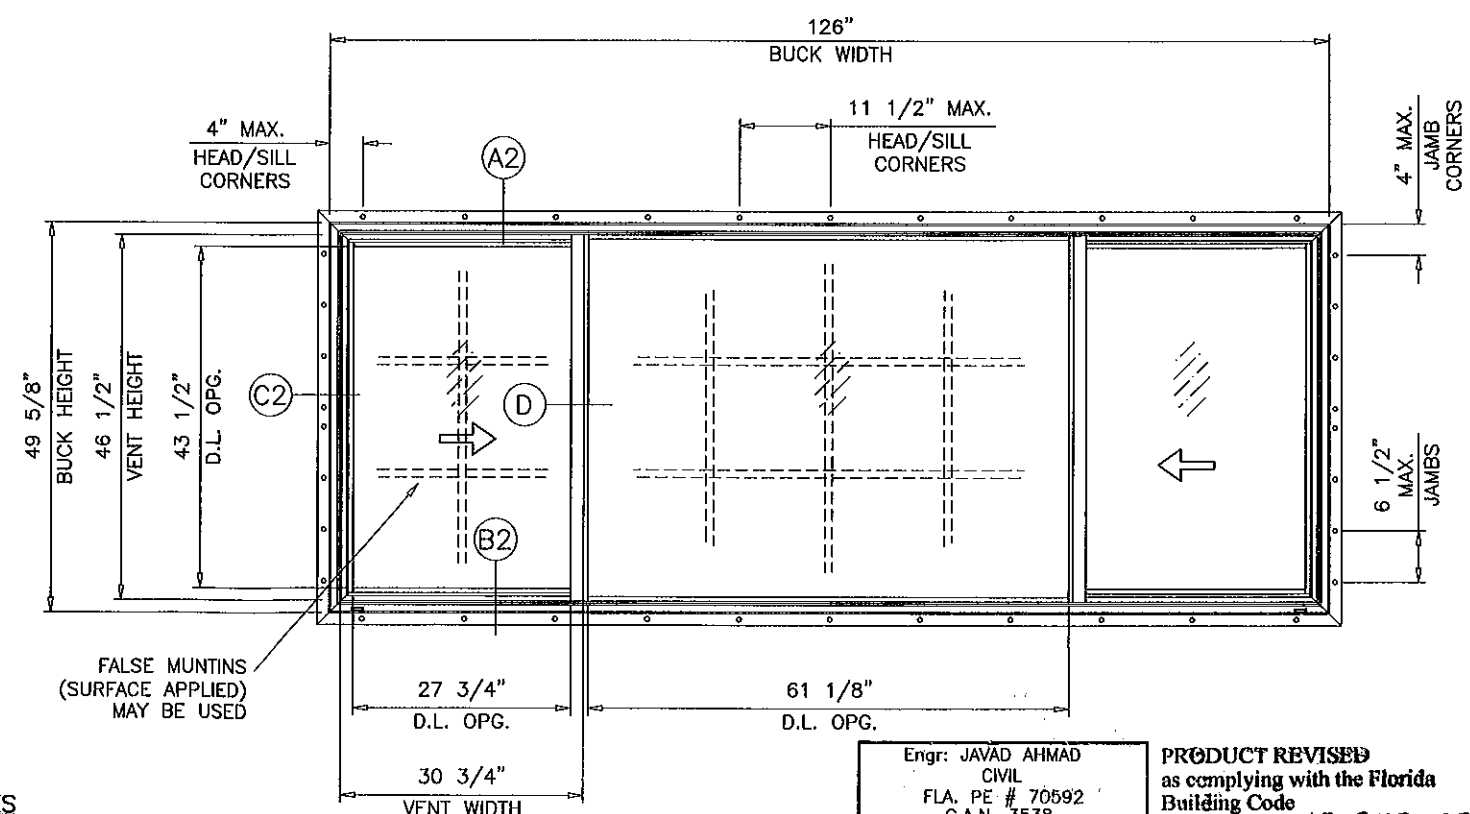 126"
BUCK WIDTH
4" MAX.
HEAD/SILL
CORNERS
A2
11 1/2" MAX.
HEAD/SILL
CORNERS
4" MAX.
JAMB
CORNERS
49 5/8"
BUCK HEIGHT
46 1/2"
VENT HEIGHT
43 1/2"
D.L. OPG.
C2
D
B2
6 1/2"
MAX.
JAMBS
FALSE MUNTINS
(SURFACE APPLIED)
MAY BE USED
27 3/4"
D.L. OPG.
61 1/8"
D.L. OPG.
30 3/4"
VENT WIDTH
Engr: JAVAD AHMAD
CIVIL
FLA. PE # 70592
C.A.N. 3538
PRODUCT REVISED
as complying with the Florida
Building Code